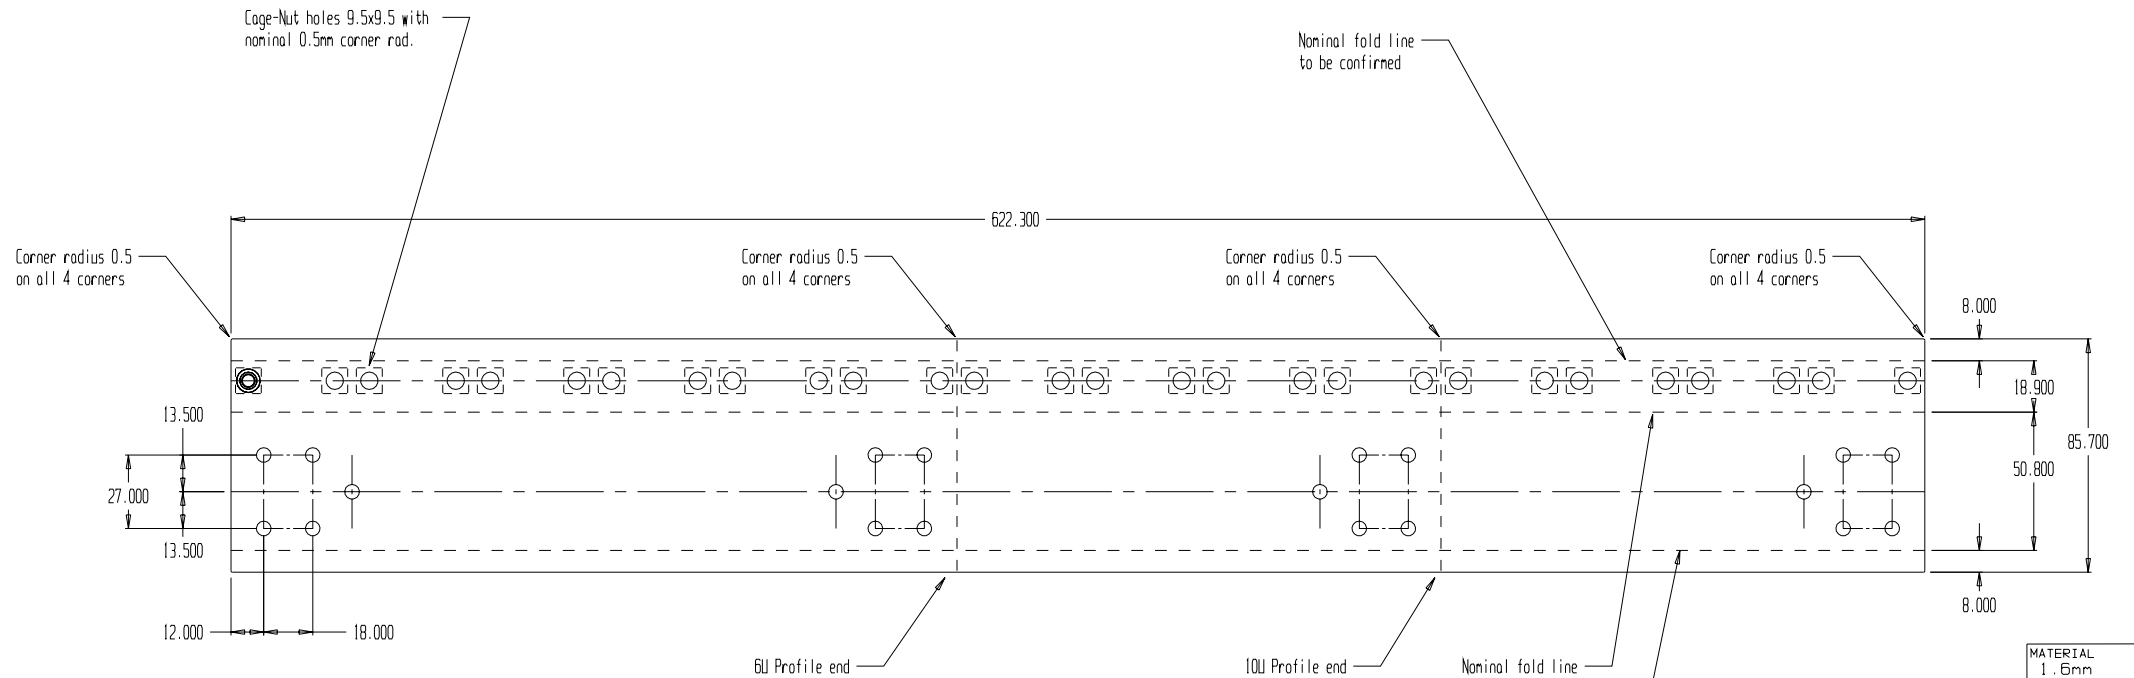 Cage-Nut holes 9.5x9.5 with
nominal 0.5mm corner rad.
Nominal fold line
to be confirmed
622.300
Corner radius 0.5
on all 4 corners
Corner radius 0.5
on all 4 corners
Corner radius 0.5
on all 4 corners
Corner radius 0.5
on all 4 corners
8.000
18.900
13.500
85.700
50.800
27.000
13.500
8.000
12.000
18.000
6U Profile end
10U Profile end
Nominal fold line
MATERIAL
1.6mm